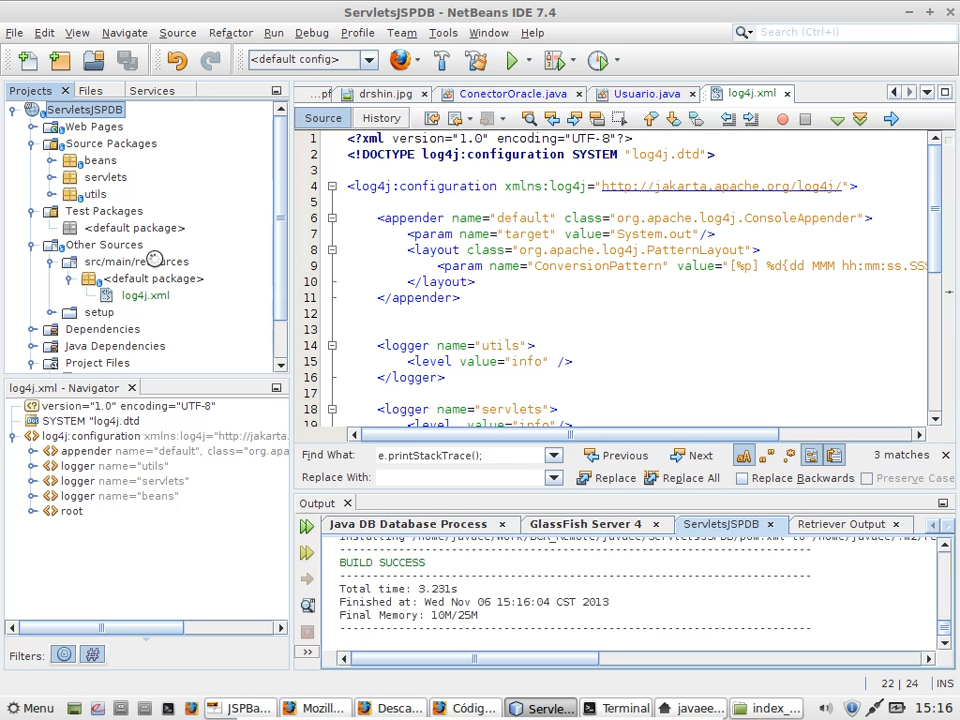 ServletsJSPDB - NetBeans IDE 7.4
File Edit View Navigate Source Refactor Run Debug Profile Team Tools Window Help
Search (Ctrl+I)
<default config>
Projects Files Services
ServletsJSPDB
Web Pages
Source Packages
beans
servlets
utils
Test Packages
<default package>
Other Sources
src/main/resources
<default package>
log4j.xml
setup
Dependencies
Java Dependencies
Project Files
...pf drshin.jpg ConectorOracle.java Usuario.java log4j.xml
Source History
1 <?xml version="1.0" encoding="UTF-8"?>
2 <!DOCTYPE log4j:configuration SYSTEM "log4j.dtd">
3
4 <log4j:configuration xmlns:log4j="http://jakarta.apache.org/log4j/">
5
6 <appender name="default" class="org.apache.log4j.ConsoleAppender">
7 <param name="target" value="System.out"/>
8 <layout class="org.apache.log4j.PatternLayout">
9 <param name="ConversionPattern" value="[%p] %d{dd MMM hh:mm:ss.SSS
10 </layout>
11 </appender>
12
13
14 <logger name="utils">
15 <level value="info" />
16 </logger>
17
18 <logger name="servlets">
19 <level value="info"/>
Find What: e.printStackTrace(); Previous Next 3 matches
Replace With: Replace Replace All Replace Backwards Preserve Case
log4j.xml - Navigator
version="1.0" encoding="UTF-8"
SYSTEM "log4j.dtd
log4j:configuration xmlns:log4j="http://jakarta.
appender name="default", class="org.apa
logger name="utils"
logger name="servlets"
logger name="beans"
root
Filters:
Output
Java DB Database Process GlassFish Server 4 ServletsJSPDB Retriever Output
------------------------------------------------------------------------
BUILD SUCCESS
------------------------------------------------------------------------
Total time: 3.231s
Finished at: Wed Nov 06 15:16:04 CST 2013
Final Memory: 10M/25M
------------------------------------------------------------------------
22 | 24 INS
Menu JSPBa... Mozill... Desca... Códig... Servle... Terminal javaee... index_... 15:16